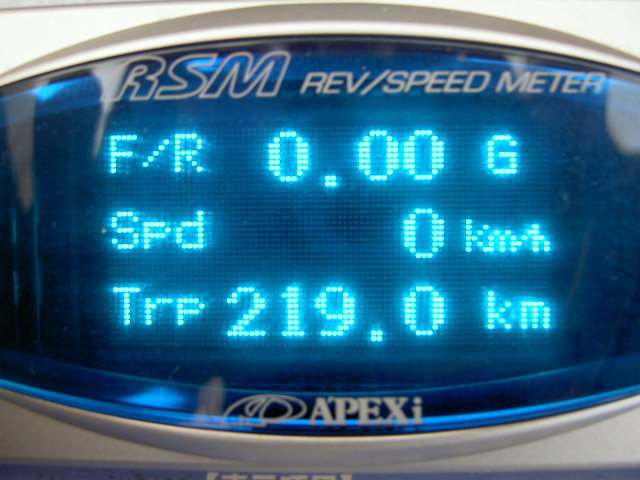 RSM REV/SPEED METER
F/R 0.00 G
Spd 0 km/h
Trp 219.0 km
APEXi